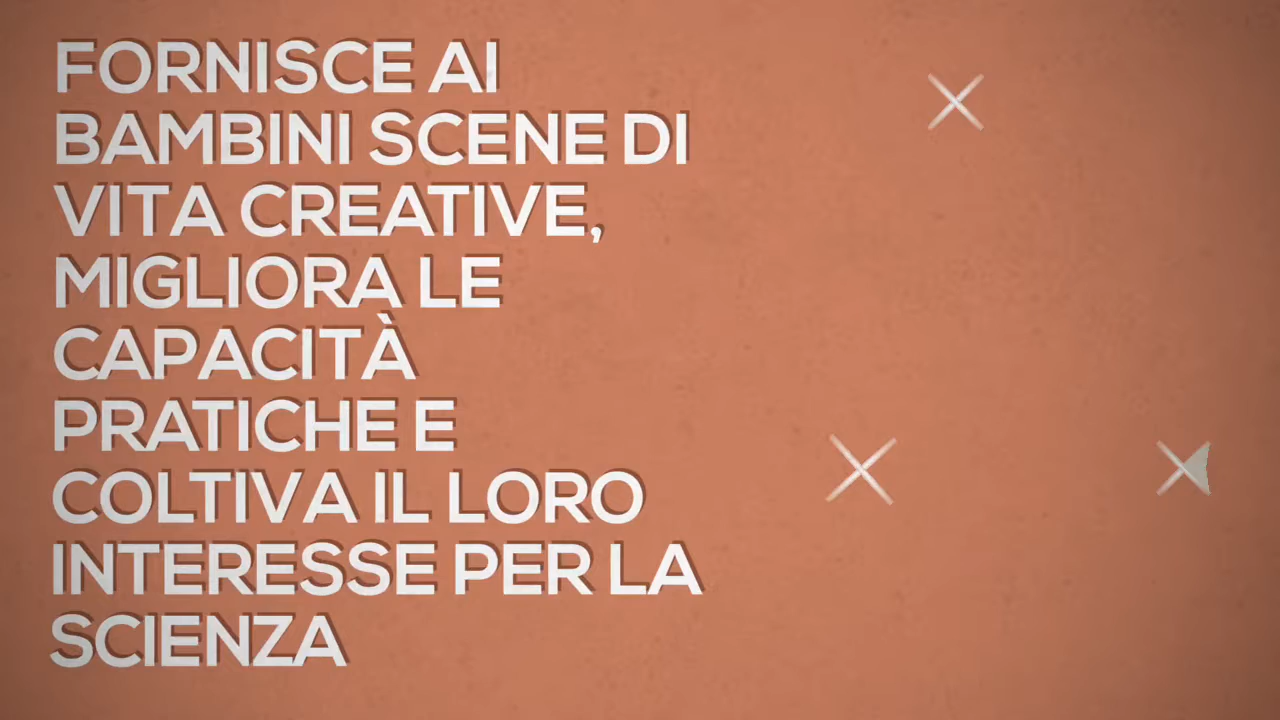 FORNISCE AI
BAMBINI SCENE DI
VITA CREATIVE,
MIGLIORA LE
CAPACITÀ
PRATICHE E
COLTIVA IL LORO
INTERESSE PER LA
SCIENZA